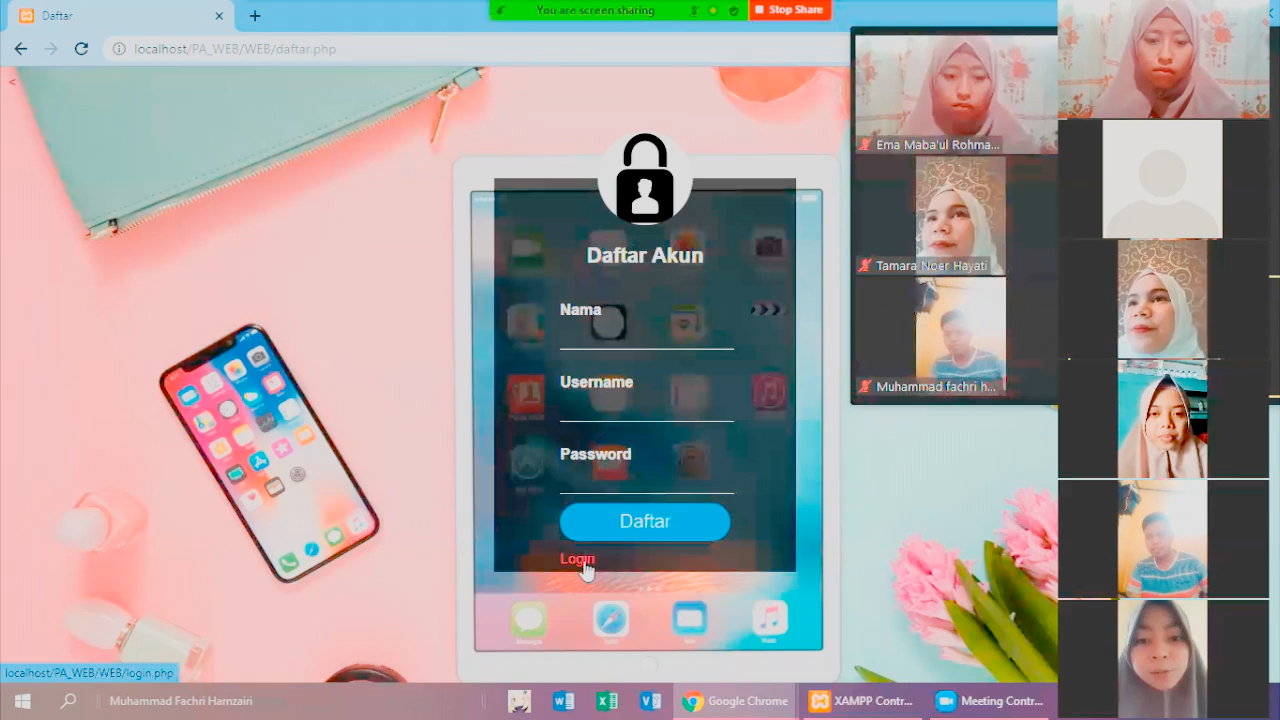 Daftar
You are screen sharing
Stop Share
localhost/PA_WEB/WEB/daftar.php
<
Ema Maba'ul Rohma...
Tamara Noer Hayati
Muhammad fachri h...
Daftar Akun
Nama
Username
Password
Daftar
Login
localhost/PA_WEB/WEB/login.php
Muhammad Fachri Hamzairi
Google Chrome
XAMPP Contr...
Meeting Contr...